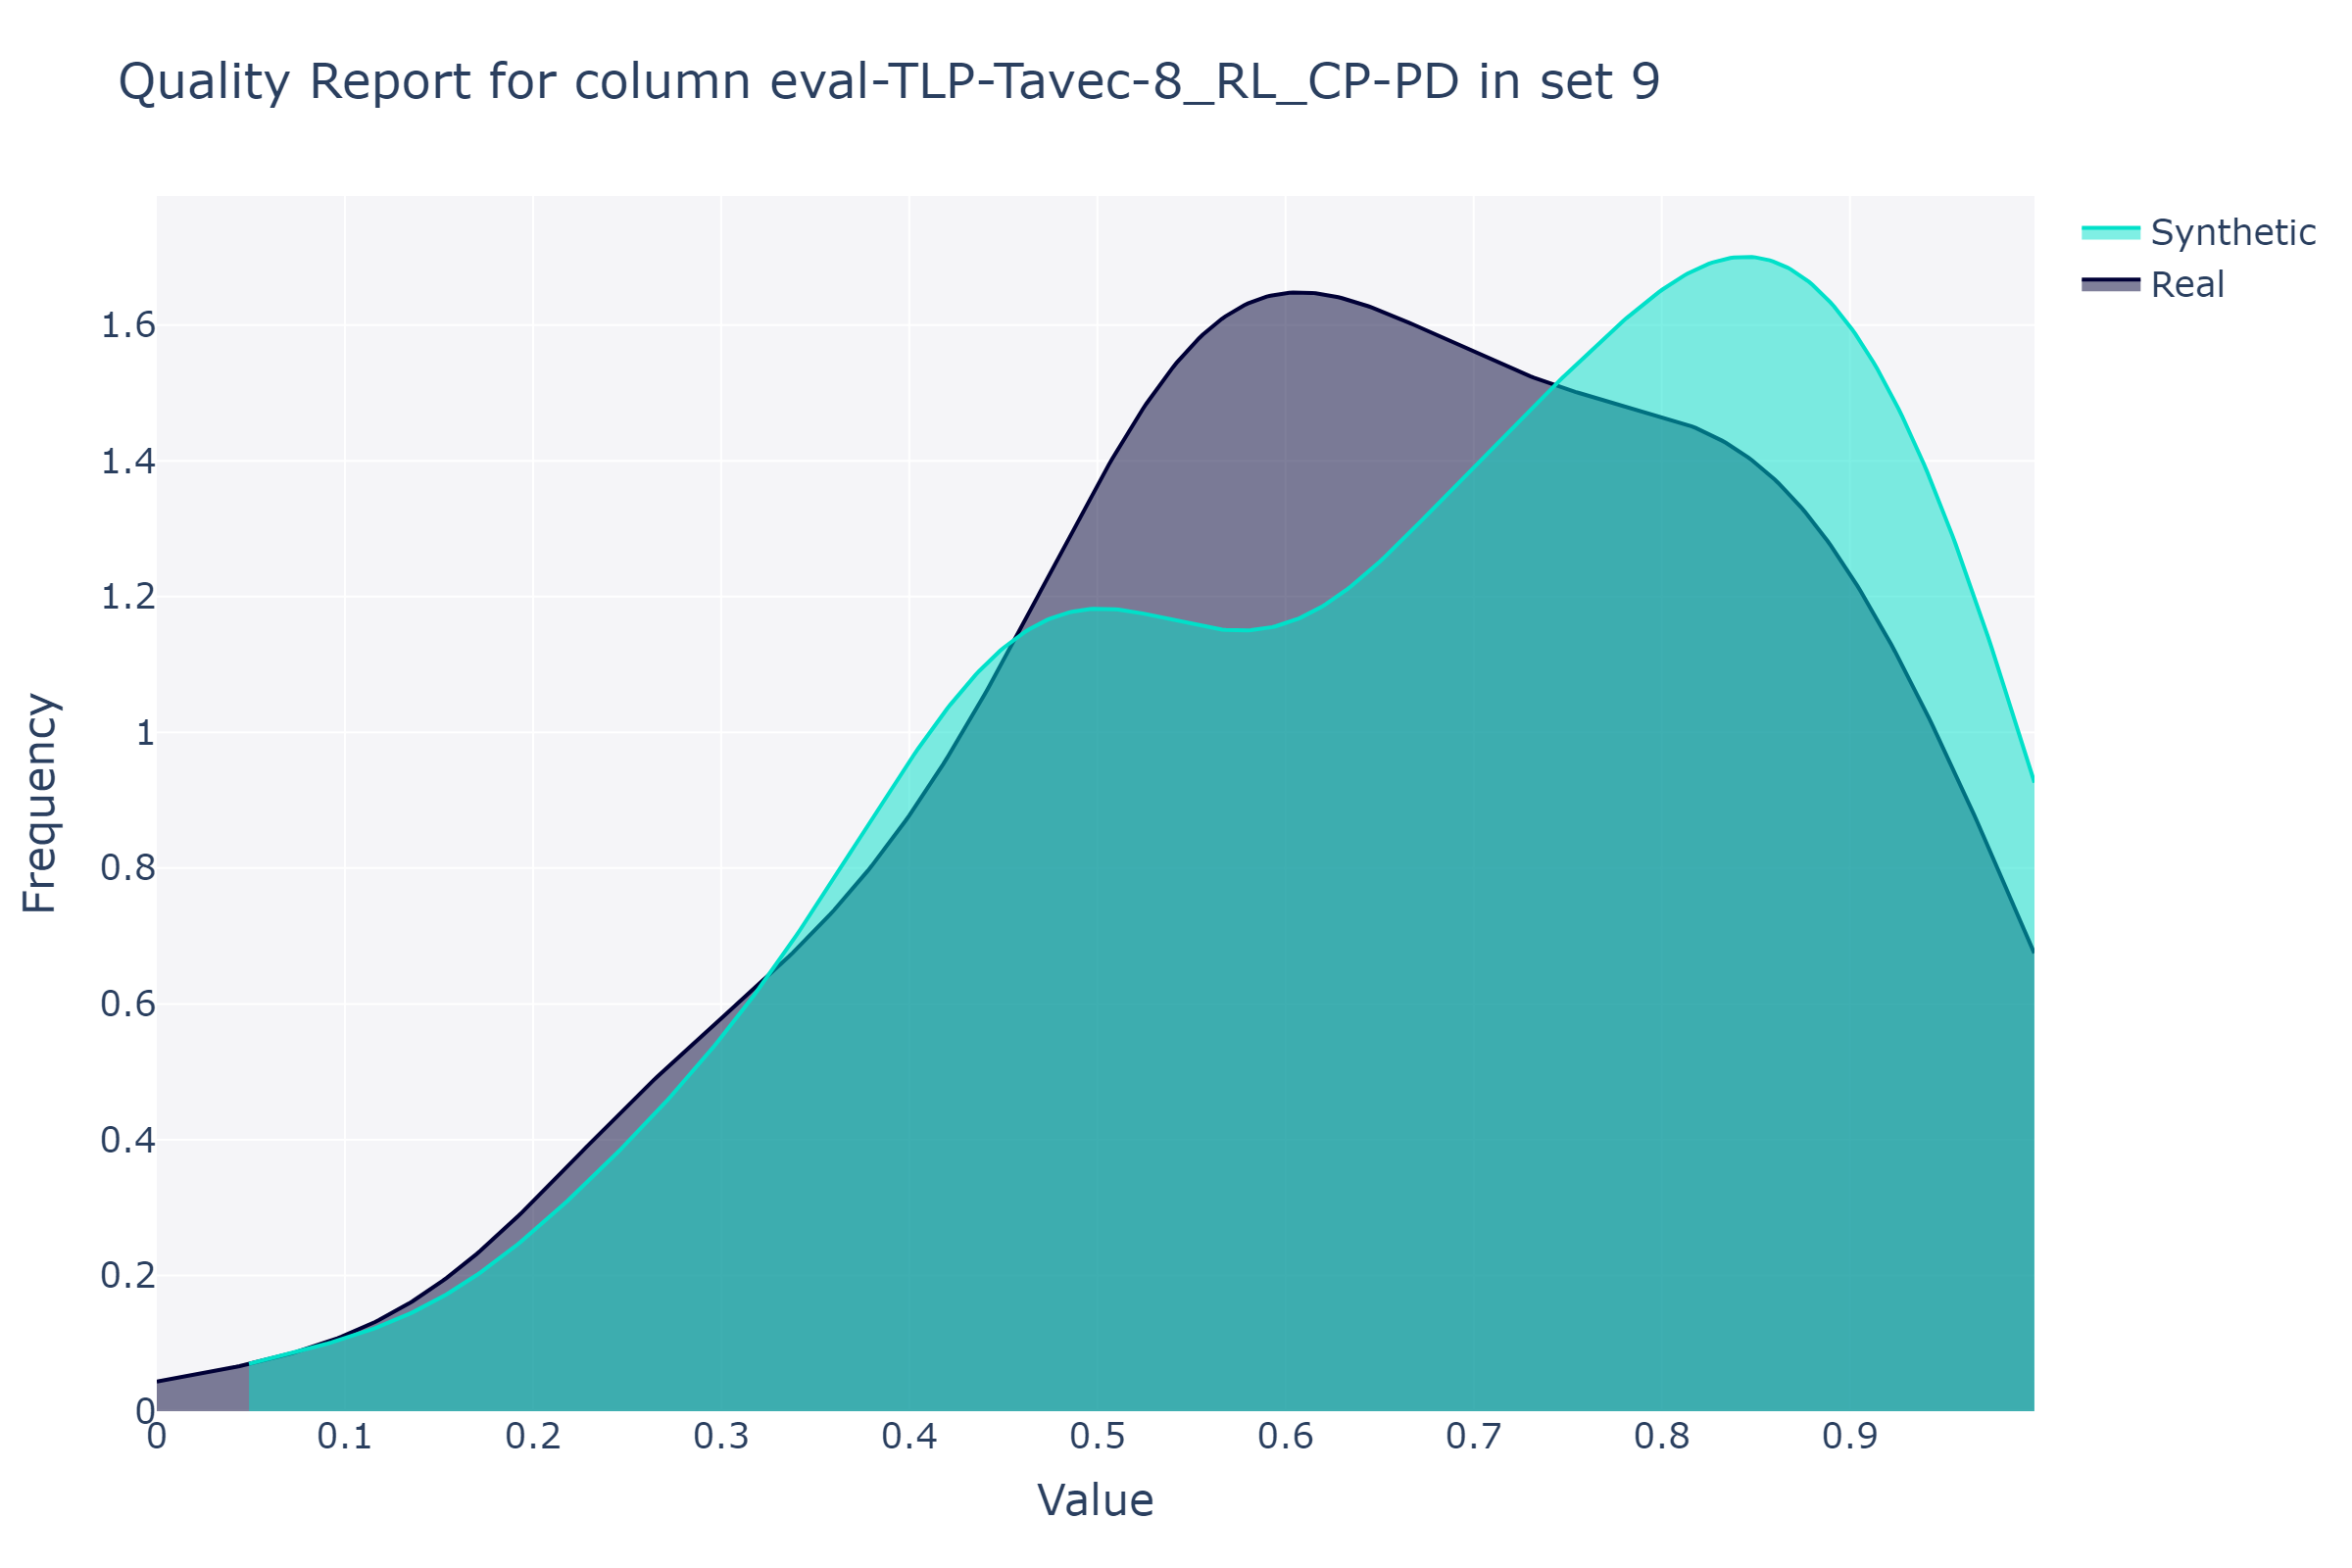 Quality Report for column eval-TLP-Tavec-8_RL_CP-PD in set 9
Synthetic
Real
Frequency
1.6
1.4
1.2
1
0.8
0.6
0.4
0.2
0
0 0.1 0.2 0.3 0.4 0.5 0.6 0.7 0.8 0.9
Value